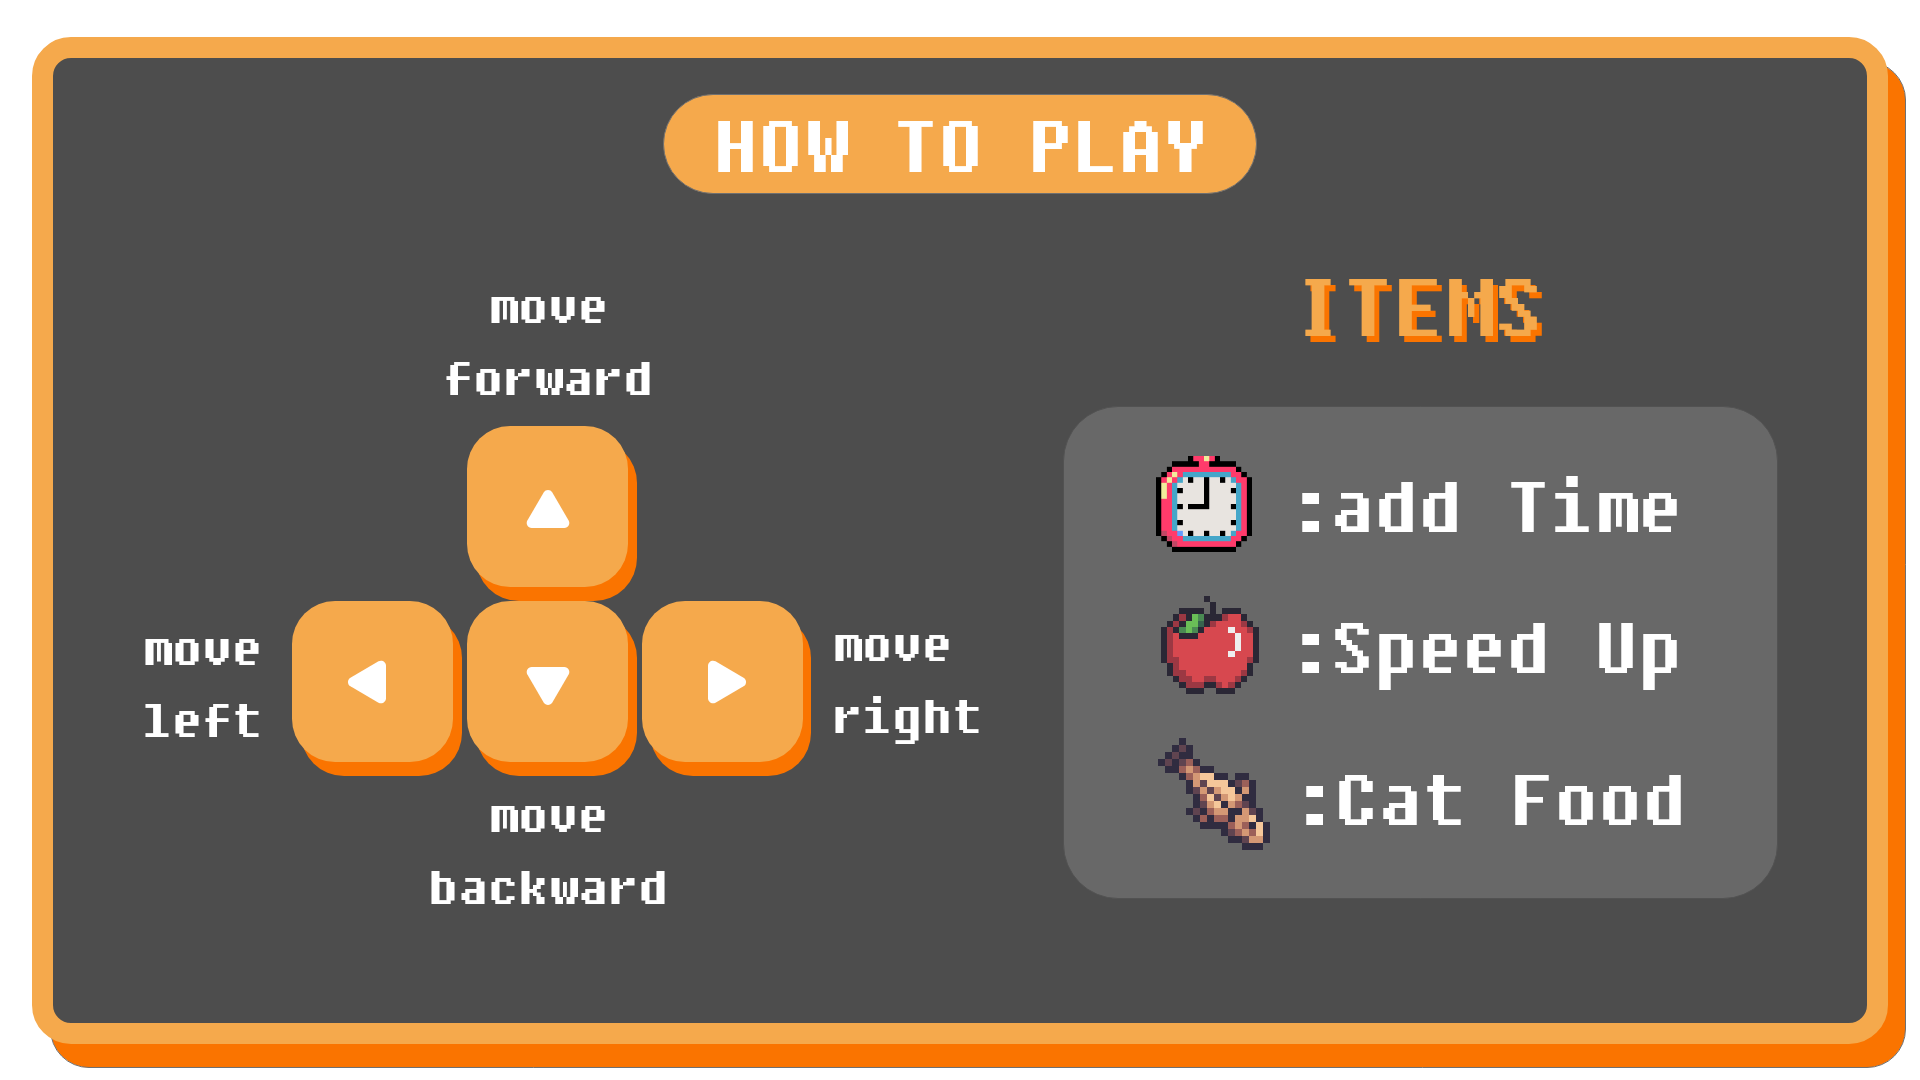 HOW TO PLAY
move
forward
move
left
move
right
move
backward
ITEMS
:add Time
:Speed Up
:Cat Food